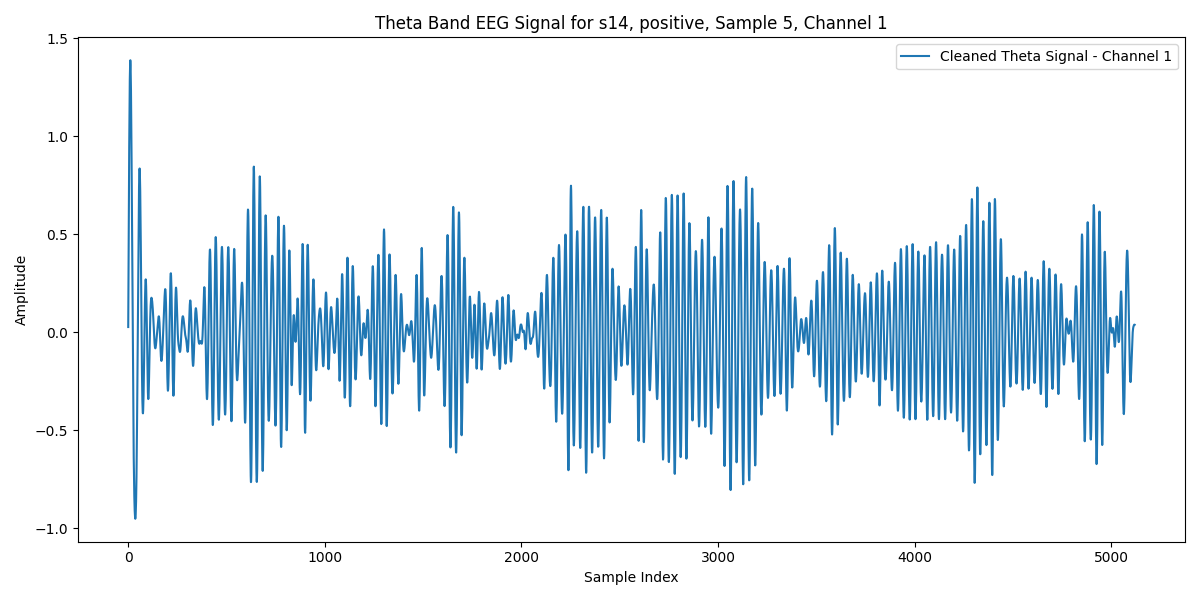 Theta Band EEG Signal for s14, positive, Sample 5, Channel 1
Cleaned Theta Signal - Channel 1
1.5
1.0
0.5
0.0
−0.5
−1.0
Amplitude
0 1000 2000 3000 4000 5000
Sample Index